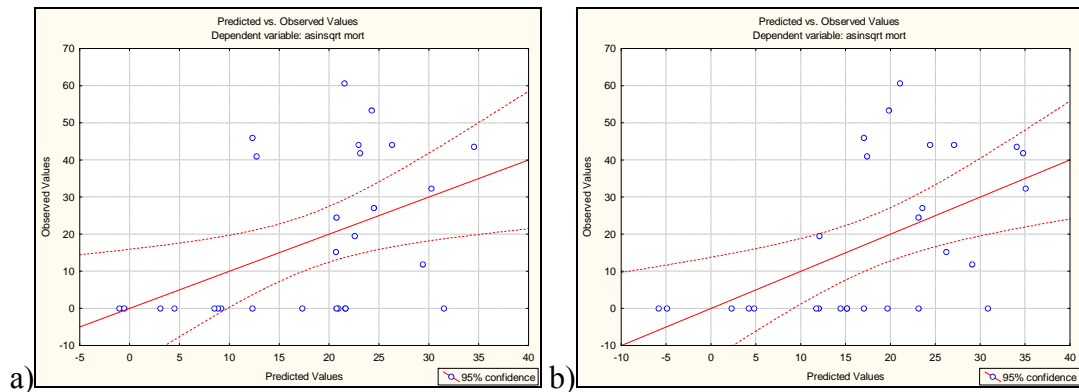 Predicted vs. Observed Values
Dependent variable: asinsqrt mort
70
60
50
40
30
20
10
0
-10
Observed Values
-5 0 5 10 15 20 25 30 35 40
Predicted Values
95% confidence
a)
Predicted vs. Observed Values
Dependent variable: asinsqrt mort
70
60
50
40
30
20
10
0
-10
Observed Values
-10 -5 0 5 10 15 20 25 30 35 40
Predicted Values
95% confidence
b)